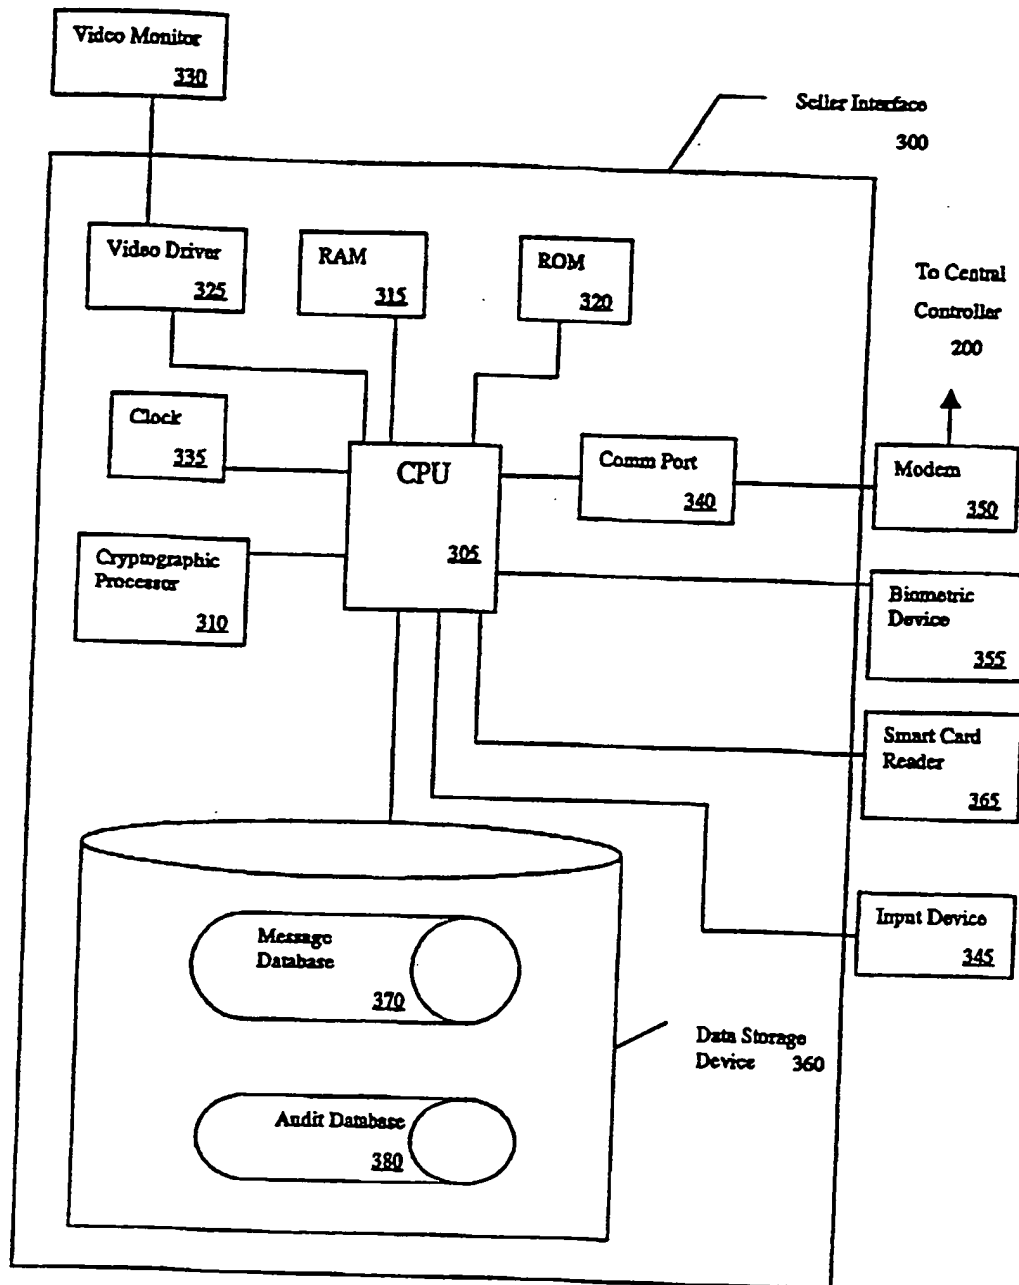 Video Monitor
330
Seller Interface
300
Video Driver
325
RAM
315
ROM
320
To Central
Controller
200
Clock
335
CPU
305
Comm Port
340
Modem
350
Cryptographic
Processor
310
Biometric
Device
355
Smart Card
Reader
365
Input Device
345
Message
Database
370
Data Storage
Device 360
Audit Database
380